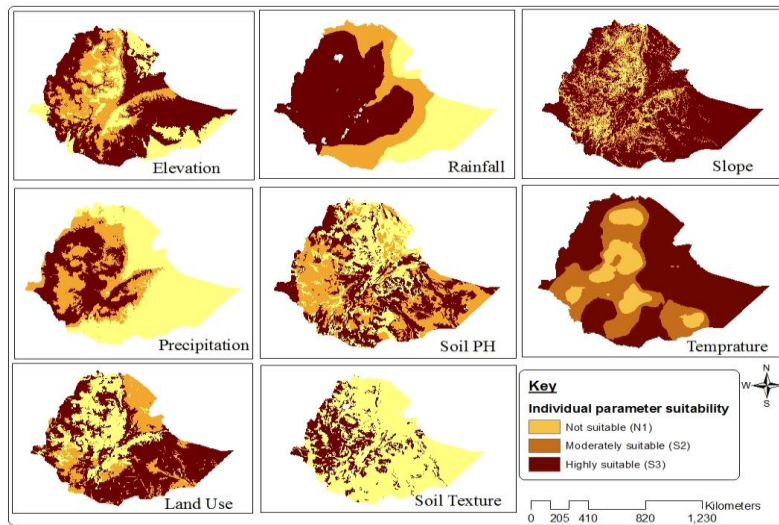 Elevation
Rainfall
Slope
Precipitation
Soil PH
Temprature
Land Use
Soil Texture
Key
Individual parameter suitability
Not suitable (N1)
Moderately suitable (S2)
Highly suitable (S3)
N
W E
S
Kilometers
0 205 410 820 1,230